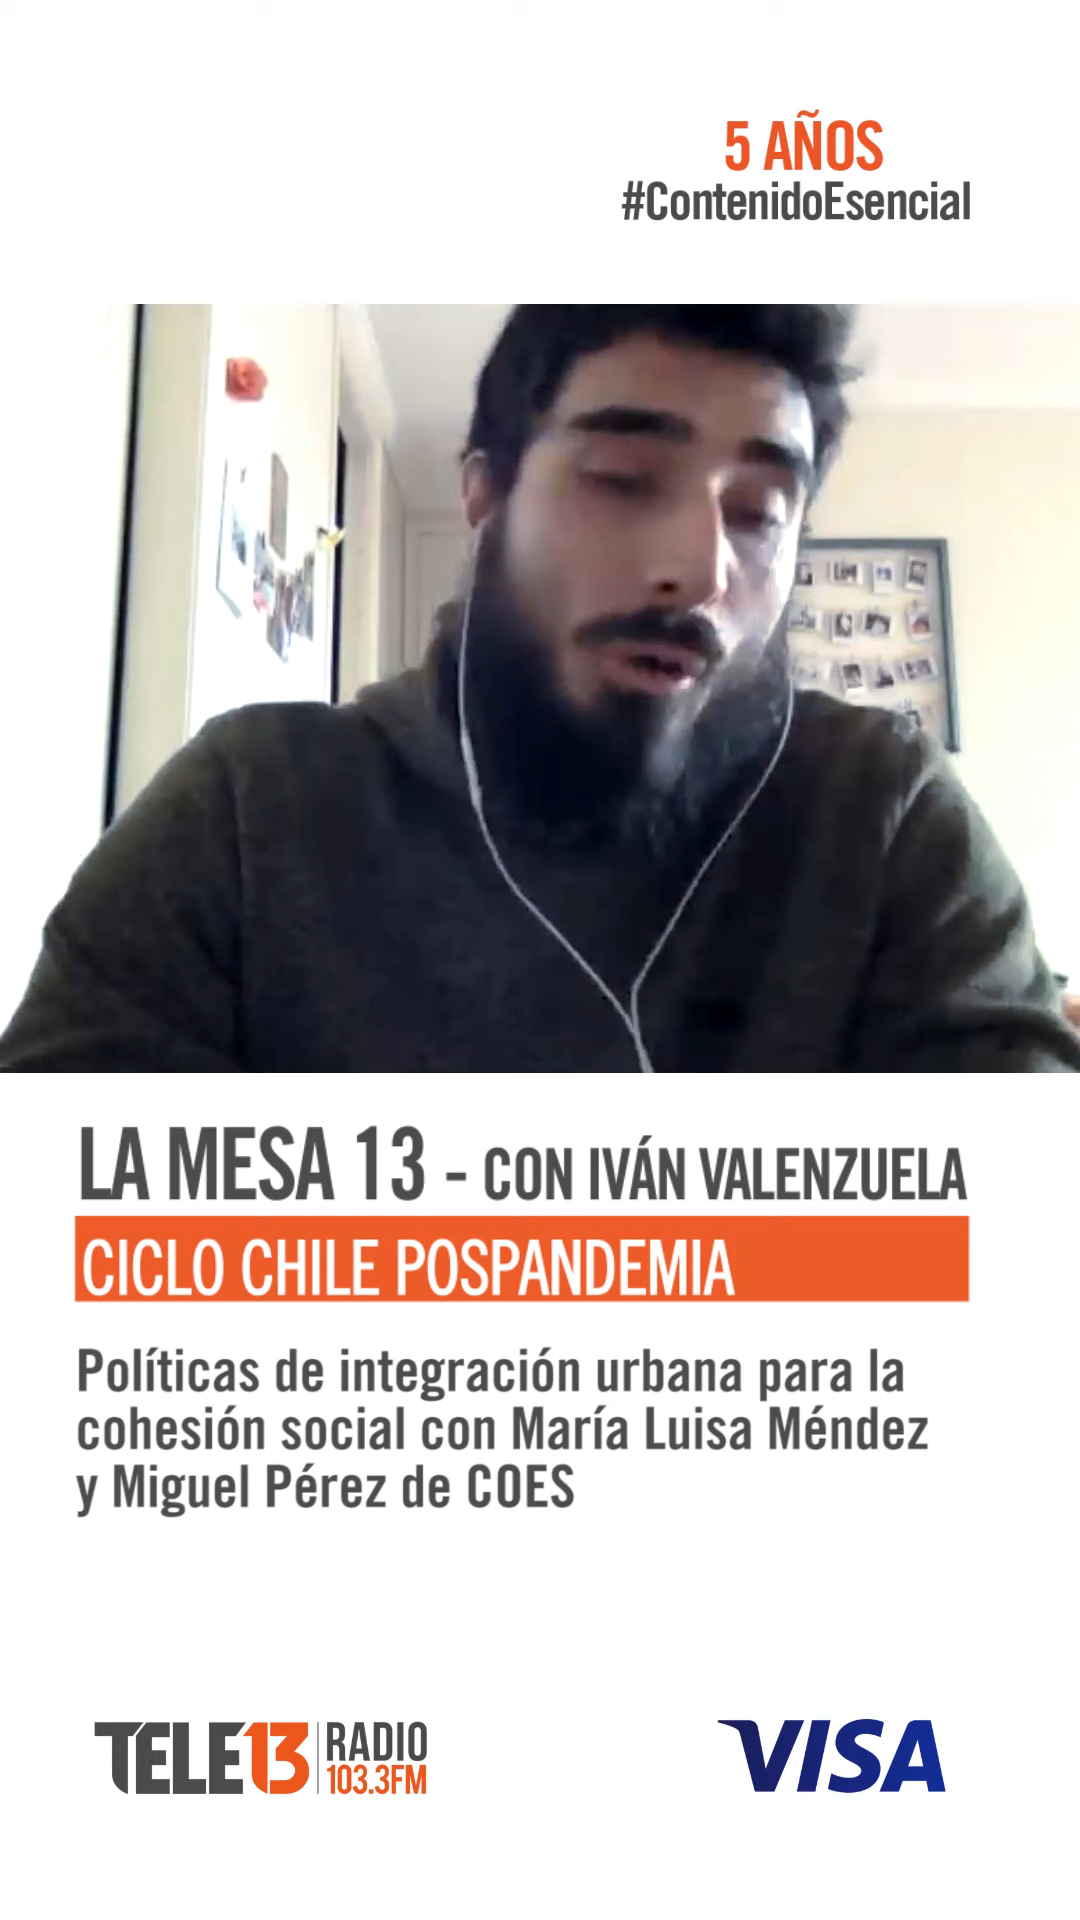 5 AÑOS
#ContenidoEsencial
LA MESA 13 - CON IVÁN VALENZUELA
CICLO CHILE POSPANDEMIA
Políticas de integración urbana para la
cohesión social con María Luisa Méndez
y Miguel Pérez de COES
TELE13 RADIO
103.3FM
VISA